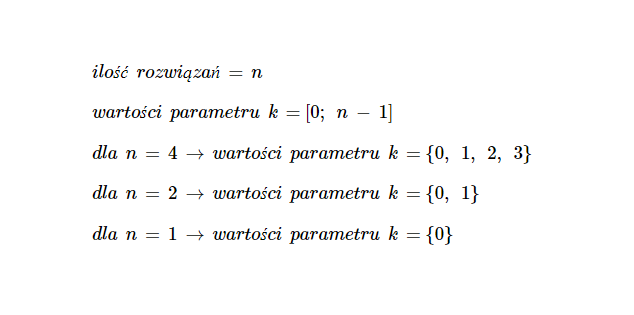 ilość rozwiązań = n
wartości parametru k = [0; n − 1]
dla n = 4 → wartości parametru k = {0, 1, 2, 3}
dla n = 2 → wartości parametru k = {0, 1}
dla n = 1 → wartości parametru k = {0}